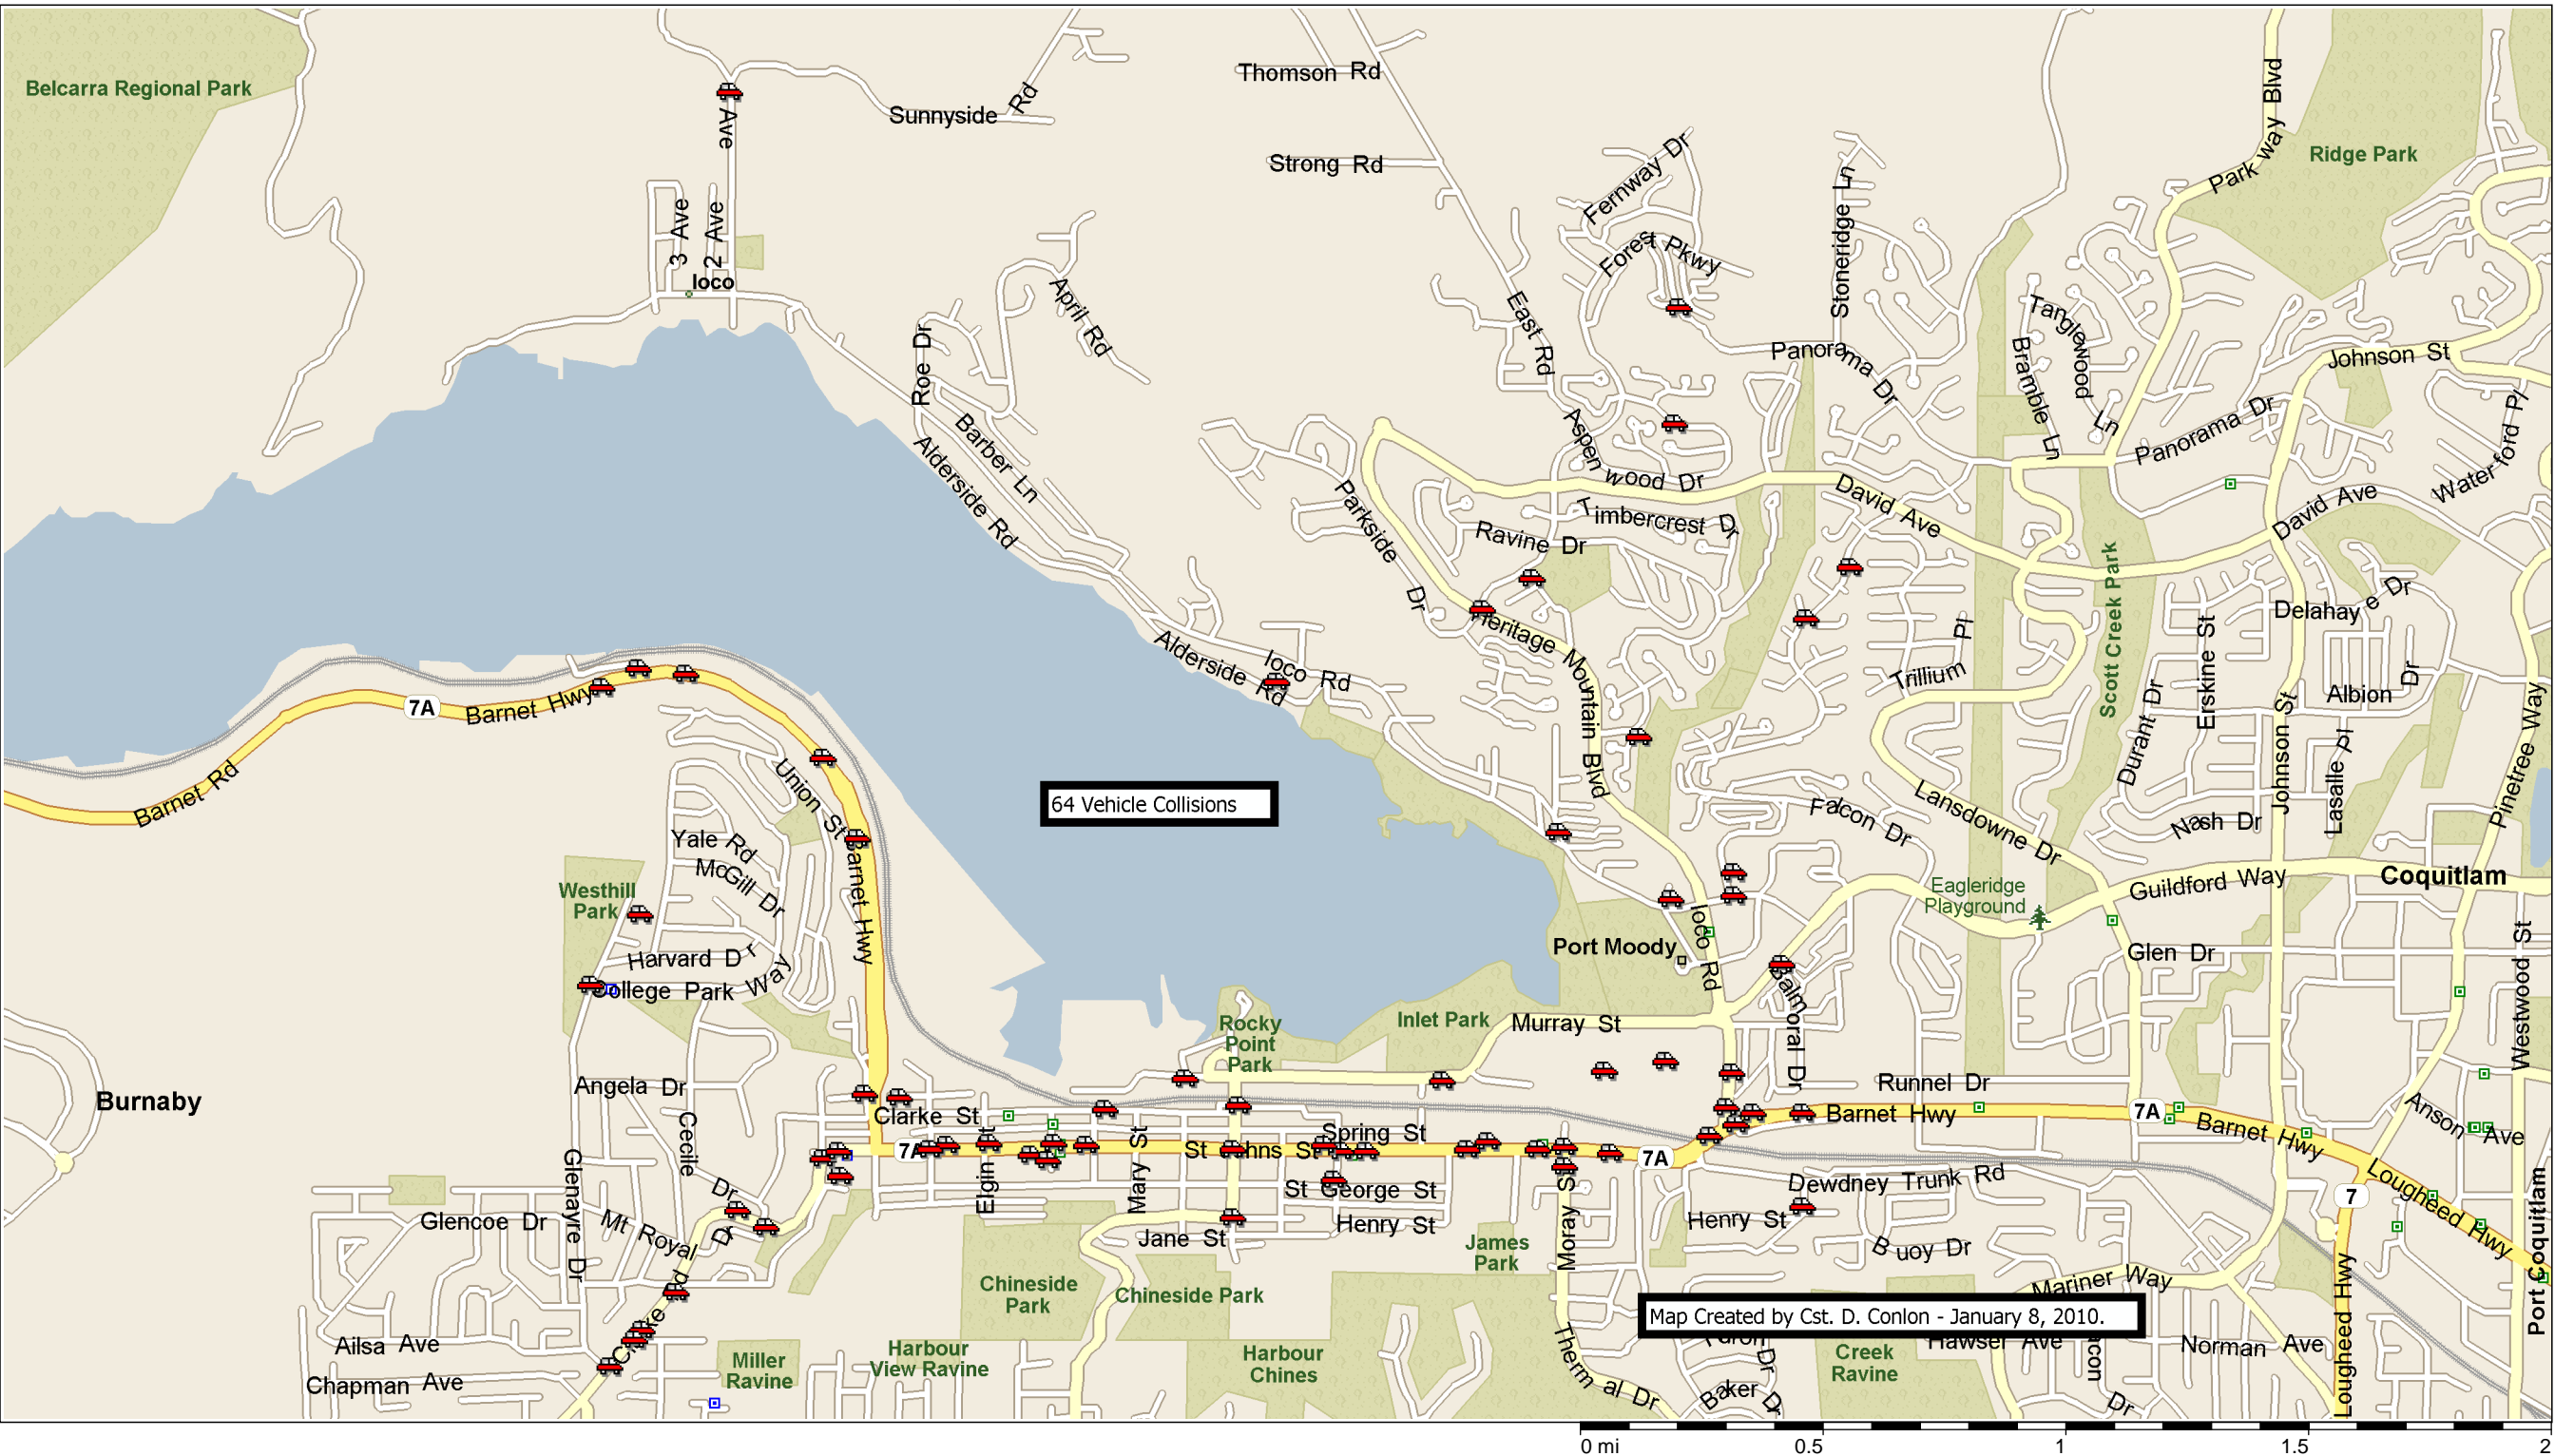 Belcarra Regional Park
Thomson Rd
Sunnyside Rd
Ave
Strong Rd
Fernway Dr
Forest Pkwy
Stoneridge Ln
Park way Blvd
Ridge Park
3 Ave
2 Ave
Ioco
April Rd
Roe Dr
East Rd
Panorama Dr
Tanglewood Ln
Bramble Ln
Johnson St
Panorama Dr
Waterford Pl
Barber Ln
Alderside Rd
Aspen wood Dr
David Ave
David Ave
Parkside Dr
Timbercrest Dr
Ravine Dr
Heritage Mountain Blvd
Scott Creek Park
Delahay e Dr
Erskine St
Pl
Trillium
Albion Dr
Durant Dr
Johnson St
Lasalle Pl
Pinetree Way
Alderside Rd
Ioco Rd
7A
Barnet Hwy
Barnet Rd
Union St
64 Vehicle Collisions
Falcon Dr
Lansdowne Dr
Nash Dr
Yale Rd
McGill Dr
Barnet Hwy
Westhill
Park
Eagleridge
Playground
Guildford Way
Coquitlam
Ioco Rd
Port Moody
Harvard Dr
College Park Way
Glen Dr
Westwood St
Balmoral Dr
Rocky
Point
Park
Inlet Park
Murray St
Burnaby
Angela Dr
Cecile Dr
Clarke St
Runnel Dr
Barnet Hwy
7A
Barnet Hwy
Anson Ave
7A
St Johns St
Spring St
7A
Elgin St
Mary St
Glenayre Dr
St George St
Moray St
Dewdney Trunk Rd
7
Lougheed Hwy
Port Coquitlam
Glencoe Dr
Mt Royal Dr
Jane St
Henry St
Henry St
Buoy Dr
James
Park
Chineside
Park
Chineside Park
Mariner Way
Map Created by Cst. D. Conlon - January 8, 2010.
Clarke Rd
Ailsa Ave
Chapman Ave
Miller
Ravine
Harbour
View Ravine
Harbour
Chines
Therm al Dr
Dr
Baker Dr
Creek
Ravine
Hawser Ave
Norman Ave
Dr
Lougheed Hwy
0 mi 0.5 1 1.5 2